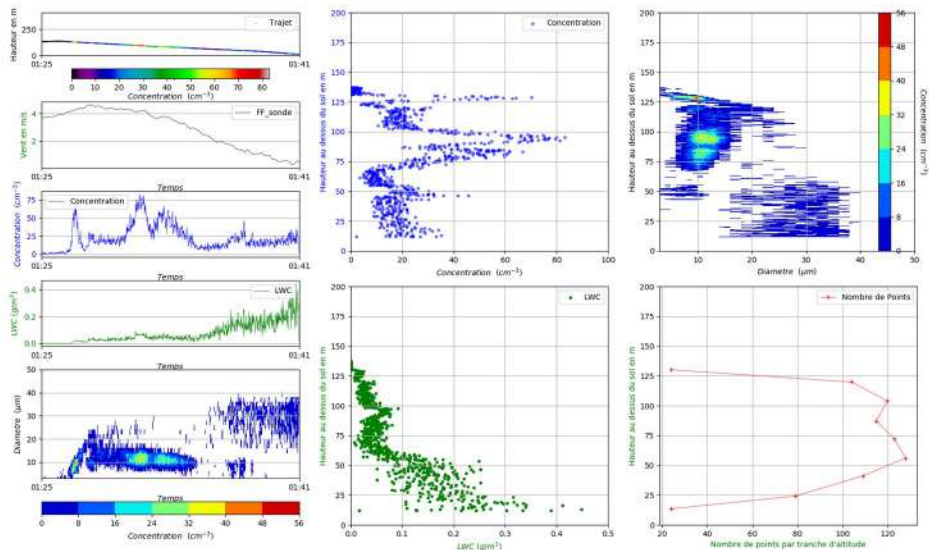 Hauteur en m
250
0
Trajet
01:25
01:41
0 10 20 30 40 50 60 70 80
Concentration (cm⁻³)
Vent en m/s
4
2
FF_sonde
01:25
01:41
Temps
Concentration (cm⁻³)
75
50
25
0
Concentration
01:25
01:41
Temps
LWC (g/m³)
0.4
0.2
0.0
LWC
01:25
01:41
Temps
Diametre (µm)
50
40
30
20
10
01:25
01:41
Temps
0 8 16 24 32 40 48 56
Concentration (cm⁻³)
Hauteur au dessus du sol en m
200
175
150
125
100
75
50
25
0
Concentration
0 20 40 60 80 100
Concentration (cm⁻³)
Hauteur au dessus du sol en m
200
175
150
125
100
75
50
25
0
0 10 20 30 40 50
Diametre (µm)
56
48
40
32
24
16
8
0
Concentration (cm⁻³)
Hauteur au dessus du sol en m
200
175
150
125
100
75
50
25
0
LWC
0.0 0.1 0.2 0.3 0.4 0.5
LWC (g/m³)
Hauteur au dessus du sol en m
200
175
150
125
100
75
50
25
0
Nombre de Points
20 40 60 80 100 120
Nombre de points par tranche d'altitude